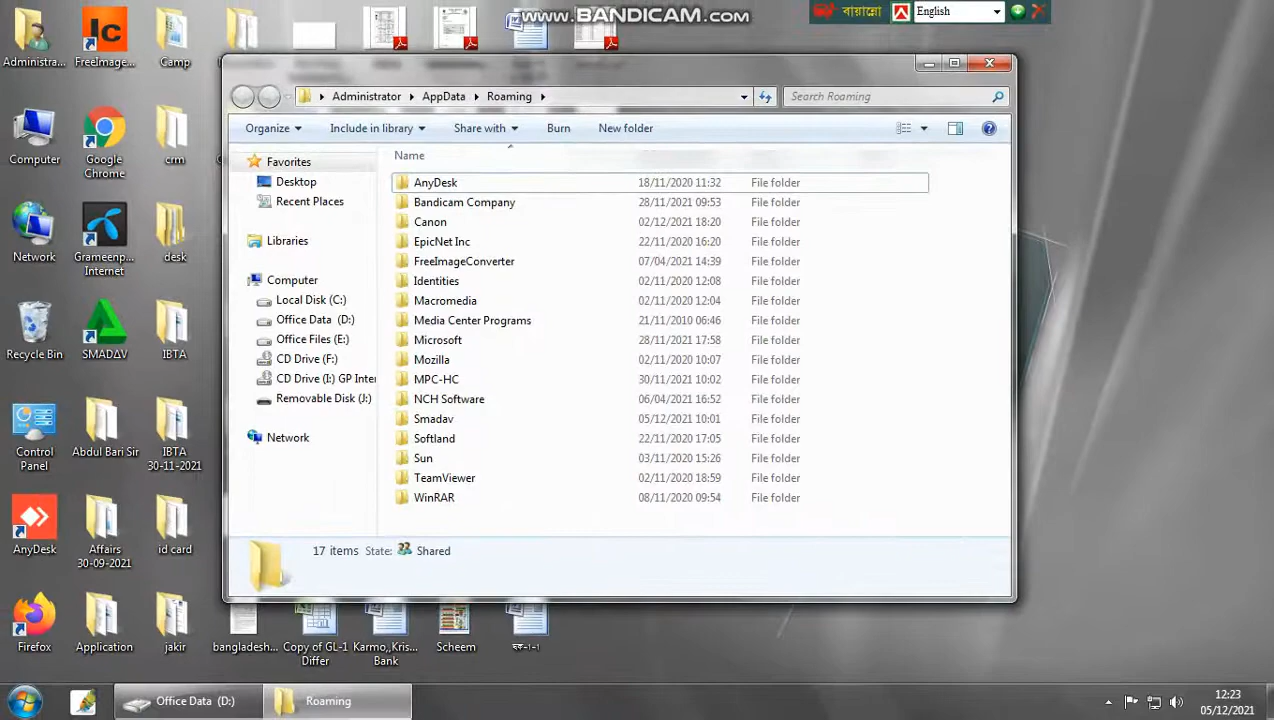 www.BANDICAM.com
বায়ান্নো
English
Administra...
FreeImage...
Camp
Computer
Google Chrome
crm
Network
Grameenp... Internet
desk
Recycle Bin
SMADΔV
IBTA
Control Panel
Abdul Bari Sir
IBTA 30-11-2021
AnyDesk
Affairs 30-09-2021
id card
Firefox
Application
jakir
bangladesh...
Copy of GL-1 Differ
Karmo,,Kris... Bank
Scheem
Administrator
AppData
Roaming
Search Roaming
Organize
Include in library
Share with
Burn
New folder
Favorites
Desktop
Recent Places
Libraries
Computer
Local Disk (C:)
Office Data (D:)
Office Files (E:)
CD Drive (F:)
CD Drive (I:) GP Inter
Removable Disk (J:)
Network
Name
AnyDesk 18/11/2020 11:32 File folder
Bandicam Company 28/11/2021 09:53 File folder
Canon 02/12/2021 18:20 File folder
EpicNet Inc 22/11/2020 16:20 File folder
FreeImageConverter 07/04/2021 14:39 File folder
Identities 02/11/2020 12:08 File folder
Macromedia 02/11/2020 12:04 File folder
Media Center Programs 21/11/2010 06:46 File folder
Microsoft 28/11/2021 17:58 File folder
Mozilla 02/11/2020 10:07 File folder
MPC-HC 30/11/2021 10:02 File folder
NCH Software 06/04/2021 16:52 File folder
Smadav 05/12/2021 10:01 File folder
Softland 22/11/2020 17:05 File folder
Sun 03/11/2020 15:26 File folder
TeamViewer 02/11/2020 18:59 File folder
WinRAR 08/11/2020 09:54 File folder
17 items State: Shared
Office Data (D:)
Roaming
12:23
05/12/2021